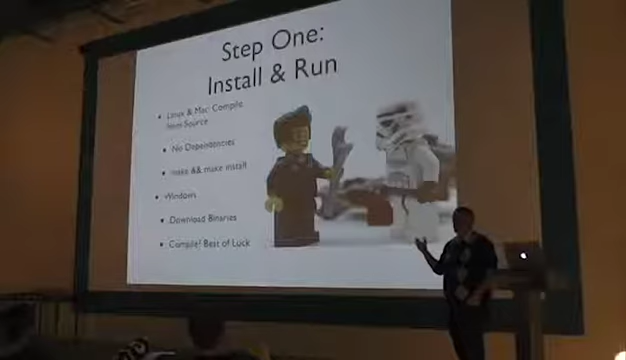 Step One:
Install & Run
Linux & Mac: Compile
from Source
No Dependencies
make && make install
Windows
Download Binaries
Compile? Best of Luck